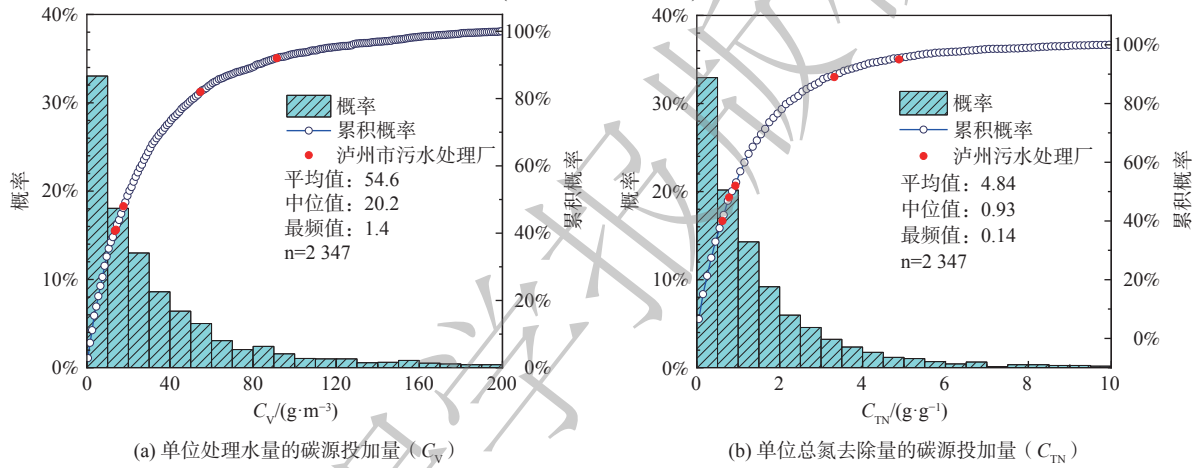 40%
30%
20%
10%
0%
概率
100%
80%
60%
40%
20%
0%
累积概率
概率
累积概率
泸州市污水处理厂
平均值：54.6
中位值：20.2
最频值：1.4
n=2 347
0 40 80 120 160 200
C_V/(g·m⁻³)
(a) 单位处理水量的碳源投加量（C_V）
40%
30%
20%
10%
0%
概率
100%
80%
60%
40%
20%
0%
累积概率
概率
累积概率
泸州污水处理厂
平均值：4.84
中位值：0.93
最频值：0.14
n=2 347
0 2 4 6 8 10
C_TN/(g·g⁻¹)
(b) 单位总氮去除量的碳源投加量（C_TN）
学报版